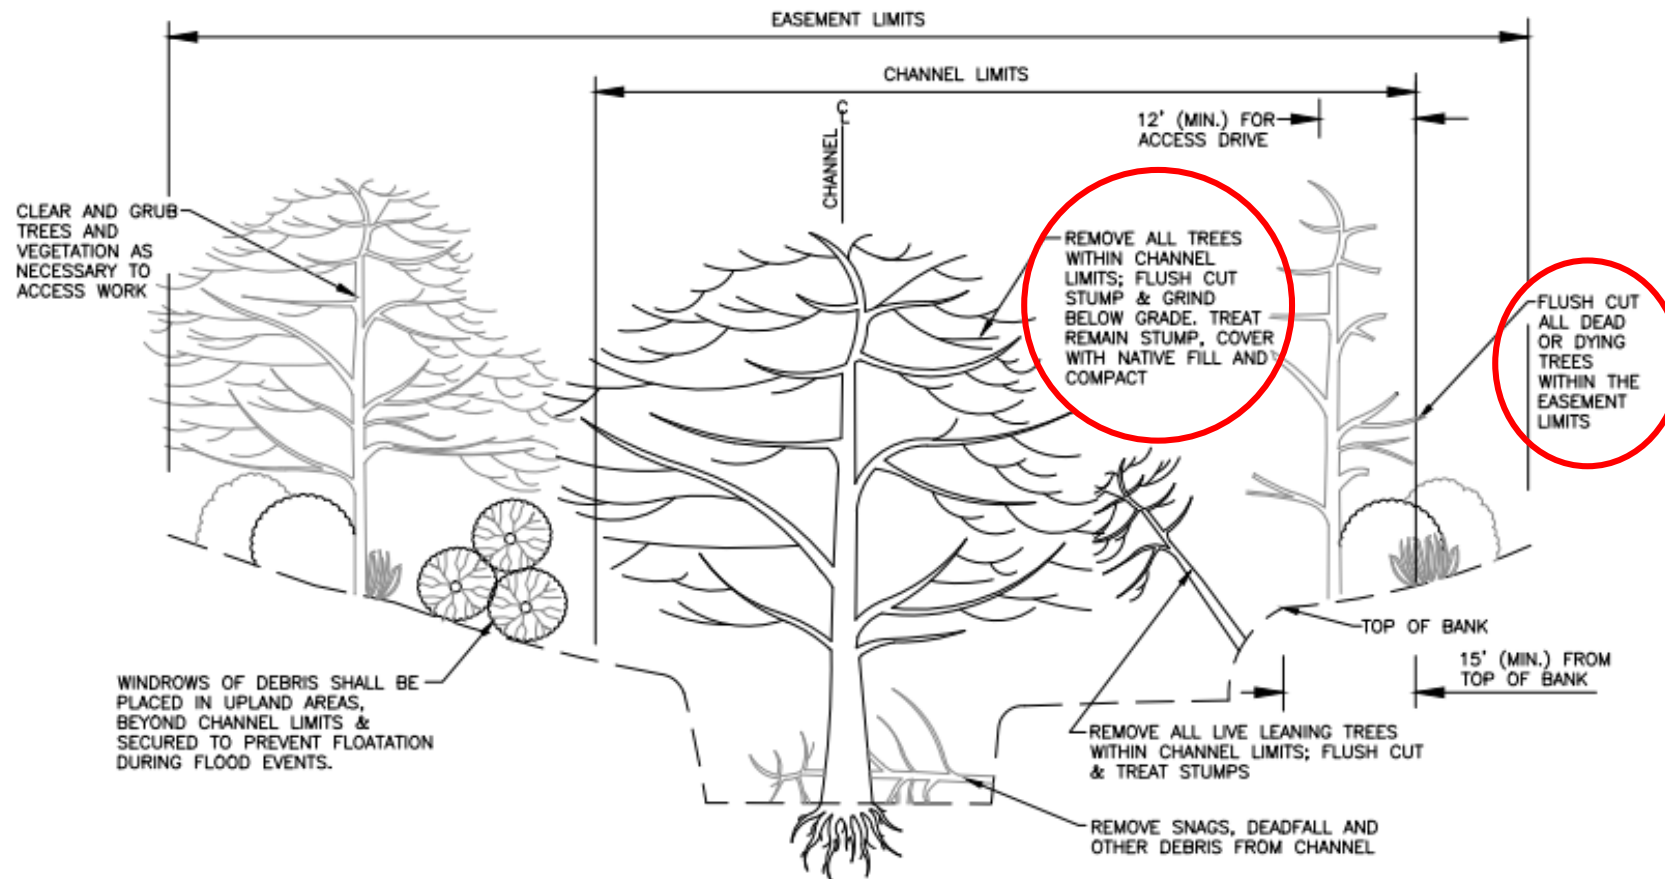 EASEMENT LIMITS
CHANNEL LIMITS
℄
CHANNEL
12' (MIN.) FOR
ACCESS DRIVE
CLEAR AND GRUB
TREES AND
VEGETATION AS
NECESSARY TO
ACCESS WORK
REMOVE ALL TREES
WITHIN CHANNEL
LIMITS; FLUSH CUT
STUMP & GRIND
BELOW GRADE. TREAT
REMAIN STUMP, COVER
WITH NATIVE FILL AND
COMPACT
FLUSH CUT
ALL DEAD
OR DYING
TREES
WITHIN THE
EASEMENT
LIMITS
TOP OF BANK
15' (MIN.) FROM
TOP OF BANK
WINDROWS OF DEBRIS SHALL BE
PLACED IN UPLAND AREAS,
BEYOND CHANNEL LIMITS &
SECURED TO PREVENT FLOATATION
DURING FLOOD EVENTS.
REMOVE ALL LIVE LEANING TREES
WITHIN CHANNEL LIMITS; FLUSH CUT
& TREAT STUMPS
REMOVE SNAGS, DEADFALL AND
OTHER DEBRIS FROM CHANNEL